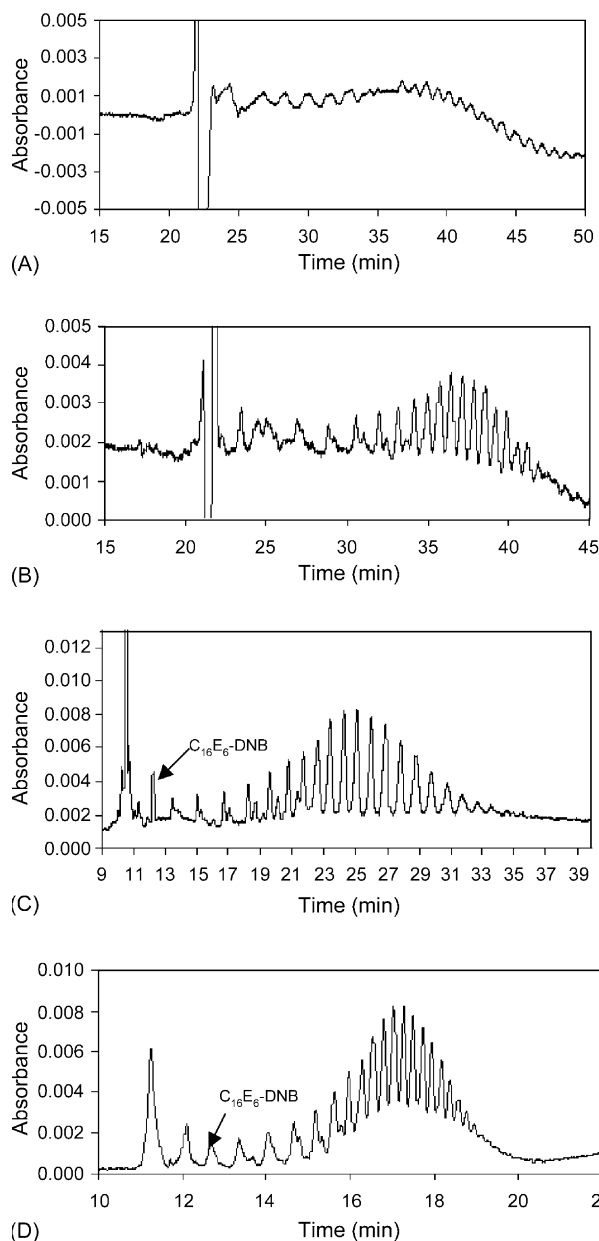 0.005
0.003
0.001
-0.001
-0.003
-0.005
Absorbance
15 20 25 30 35 40 45 50
Time (min)
(A)
0.005
0.004
0.003
0.002
0.001
0.000
Absorbance
15 20 25 30 35 40 45
Time (min)
(B)
0.012
0.010
0.008
0.006
0.004
0.002
0.000
Absorbance
C₁₆E₆-DNB
9 11 13 15 17 19 21 23 25 27 29 31 33 35 37 39
Time (min)
(C)
0.010
0.008
0.006
0.004
0.002
0.000
Absorbance
C₁₆E₆-DNB
10 12 14 16 18 20 2
Time (min)
(D)